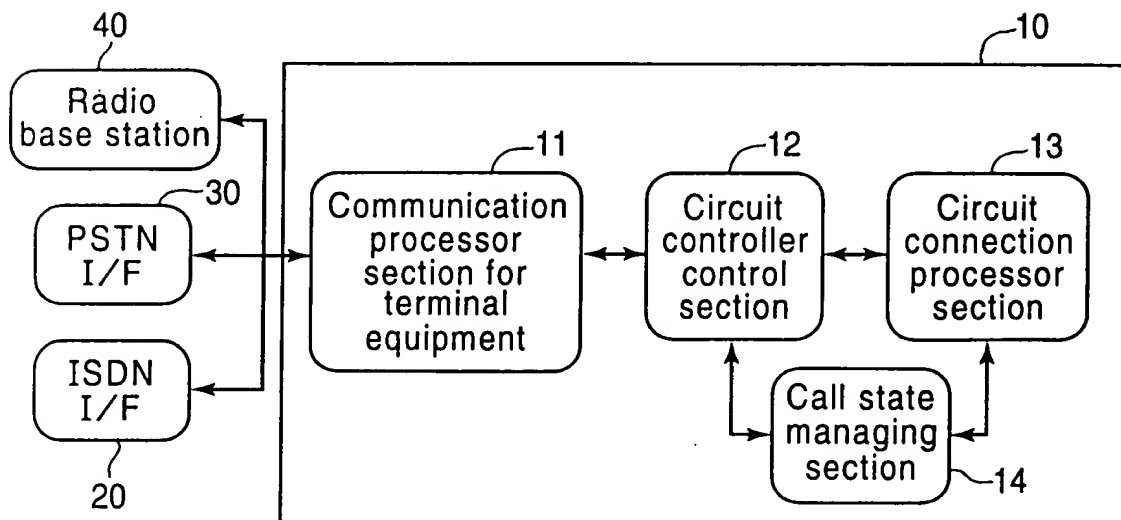 40
10
Radio
base station
11
12
13
30
Communication
processor
section for
terminal
equipment
Circuit
controller
control
section
Circuit
connection
processor
section
PSTN
I/F
ISDN
I/F
Call state
managing
section
20
14